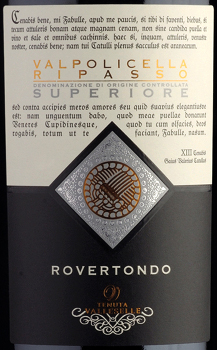 Cenabis bene, mi Fabulle, apud me paucis, si tibi di favent, diebus, si
tecum attuleris bonam atque magnam cenam, non sine candida puella
et vino et sale et omnibus cachinnis. haec si, inquam, attuleris, venuste
noster, cenabis bene: nam tui Catulli plenus sacculus est aranearum.
VALPOLICELLA
RIPASSO
DENOMINAZIONE DI ORIGINE CONTROLLATA
SUPERIORE
sed contra accipies meros amores seu quid suavius elegantiusve
est: nam unguentum dabo, quod meae puellae donarunt
Veneres Cupidinesque, quod tu cum olfacies, deos
rogabis, totum ut te faciant, Fabulle, nasum.
XIII
Gaius Valerius Catullus
ROVERTONDO
TENUTA
VALLESELLE